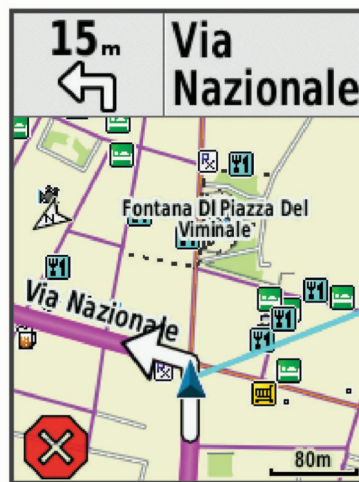 15m
Via
Nazionale
Fontana DI Piazza Del
Viminale
N
Via Nazionale
80m